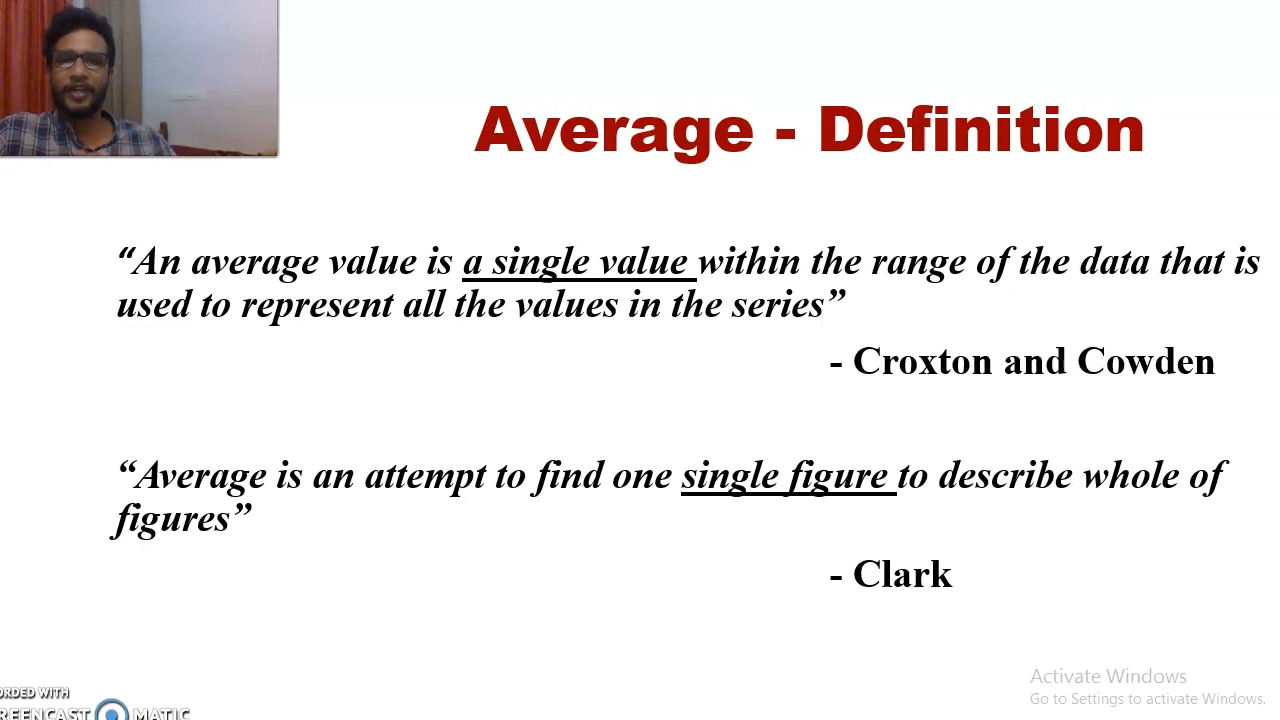 Average - Definition
“An average value is a single value within the range of the data that is
used to represent all the values in the series”
- Croxton and Cowden
“Average is an attempt to find one single figure to describe whole of
figures”
- Clark
Activate Windows
Go to Settings to activate Windows.
ORDED WITH
REENCAST MATIC